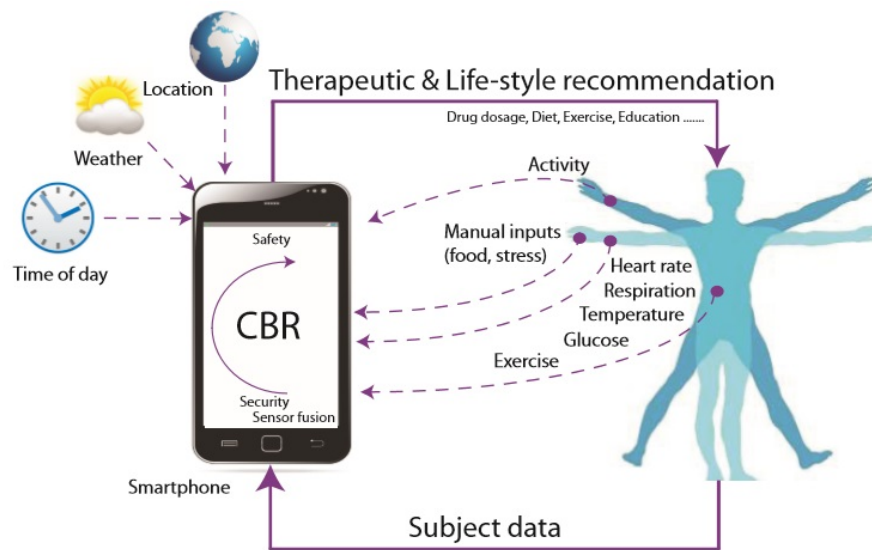 Location
Therapeutic & Life-style recommendation
Drug dosage, Diet, Exercise, Education .......
Weather
Activity
Time of day
Safety
Manual inputs
(food, stress)
Heart rate
Respiration
Temperature
Glucose
Exercise
CBR
Security
Sensor fusion
Smartphone
Subject data